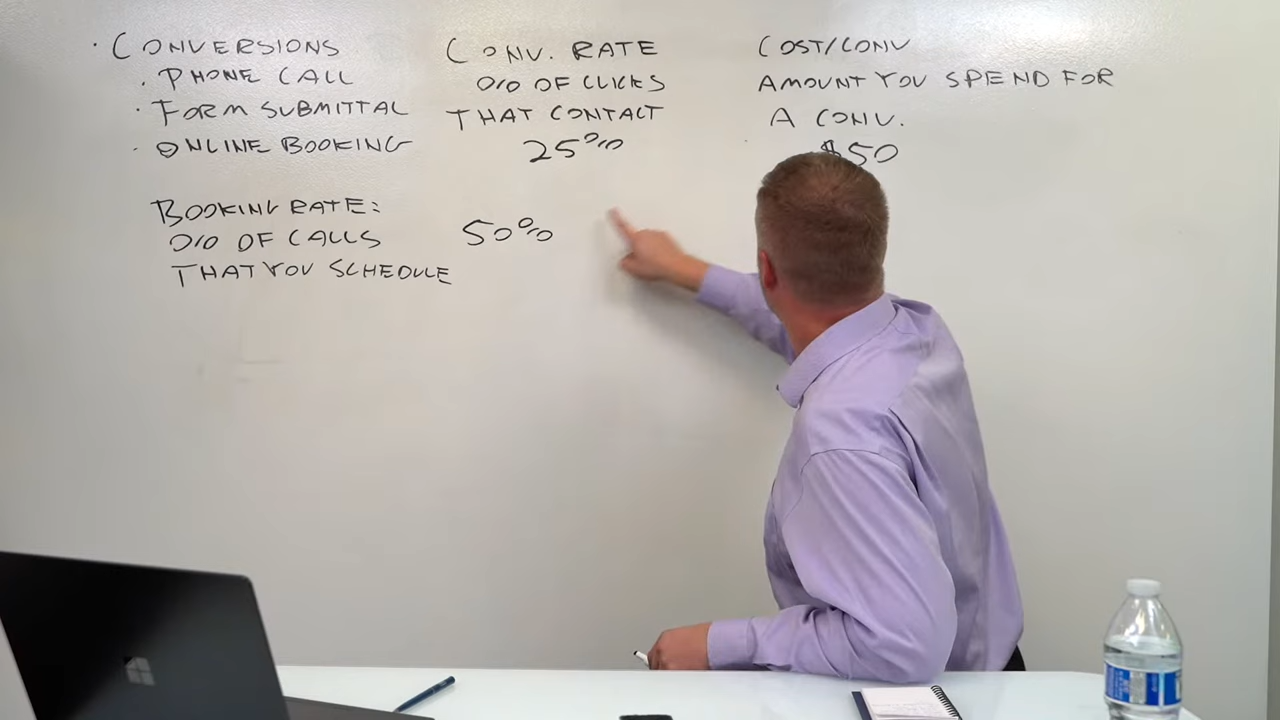 · CONVERSIONS
· PHONE CALL
· FORM SUBMITTAL
· ONLINE BOOKING
CONV. RATE
% OF CLICKS
THAT CONTACT
25%
COST/CONV
AMOUNT YOU SPEND FOR
A CONV.
$50
BOOKING RATE:
% OF CALLS
THAT YOU SCHEDULE
50%